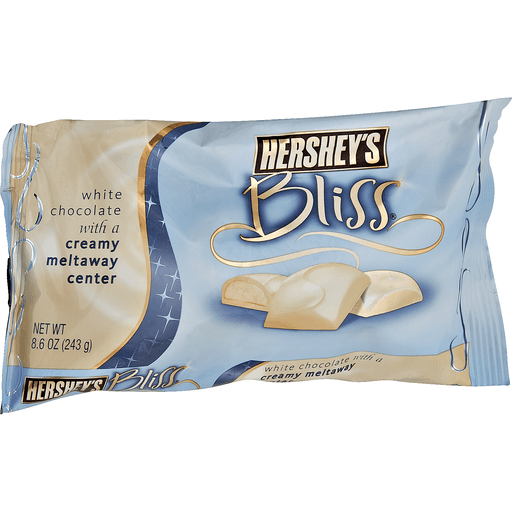 HERSHEY'S
Bliss®
white
chocolate
with a
creamy
meltaway
center
NET WT
8.6 OZ (243 g)
HERSHEY'S Bliss
white chocolate with a
creamy meltaway